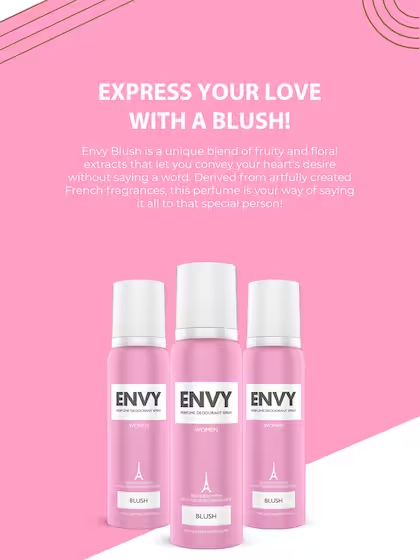 EXPRESS YOUR LOVE
WITH A BLUSH!
Envy Blush is a unique blend of fruity and floral
extracts that let you convey your heart's desire
without saying a word. Derived from artfully created
French fragrances, this perfume is your way of saying
it all to that special person!
ENVY
PERFUME DEODORANT SPRAY
WOMEN
BLUSH
ENVY
PERFUME DEODORANT SPRAY
WOMEN
BLUSH
ENVY
PERFUME DEODORANT SPRAY
WOMEN
BLUSH